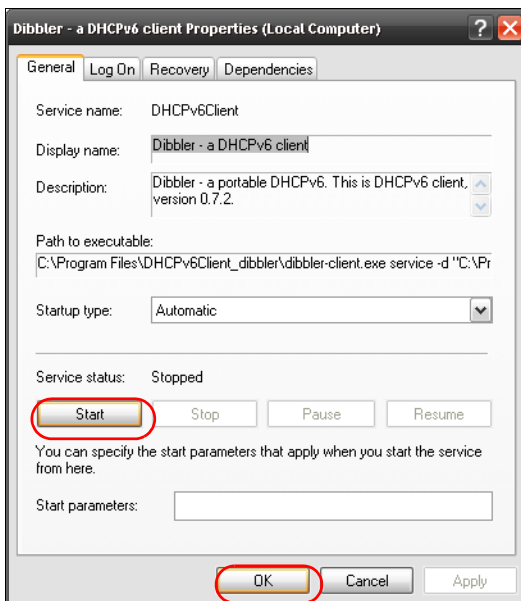 Dibbler - a DHCPv6 client Properties (Local Computer)
General Log On Recovery Dependencies
Service name: DHCPv6Client
Display name: Dibbler - a DHCPv6 client
Description: Dibbler - a portable DHCPv6. This is DHCPv6 client,
version 0.7.2.
Path to executable:
C:\Program Files\DHCPv6Client_dibbler\dibbler-client.exe service -d "C:\Pr
Startup type: Automatic
Service status: Stopped
Start Stop Pause Resume
You can specify the start parameters that apply when you start the service
from here.
Start parameters:
OK Cancel Apply